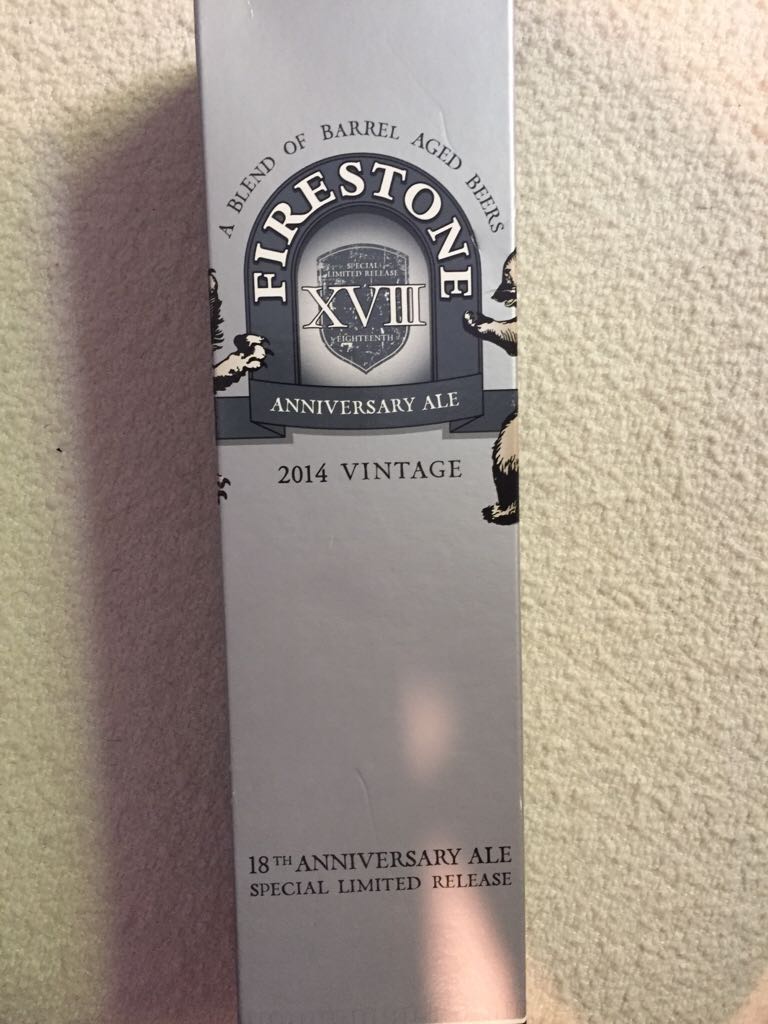 A BLEND OF BARREL AGED BEERS
FIRESTONE
SPECIAL
LIMITED RELEASE
XVIII
EIGHTEENTH
ANNIVERSARY ALE
2014 VINTAGE
18TH ANNIVERSARY ALE
SPECIAL LIMITED RELEASE